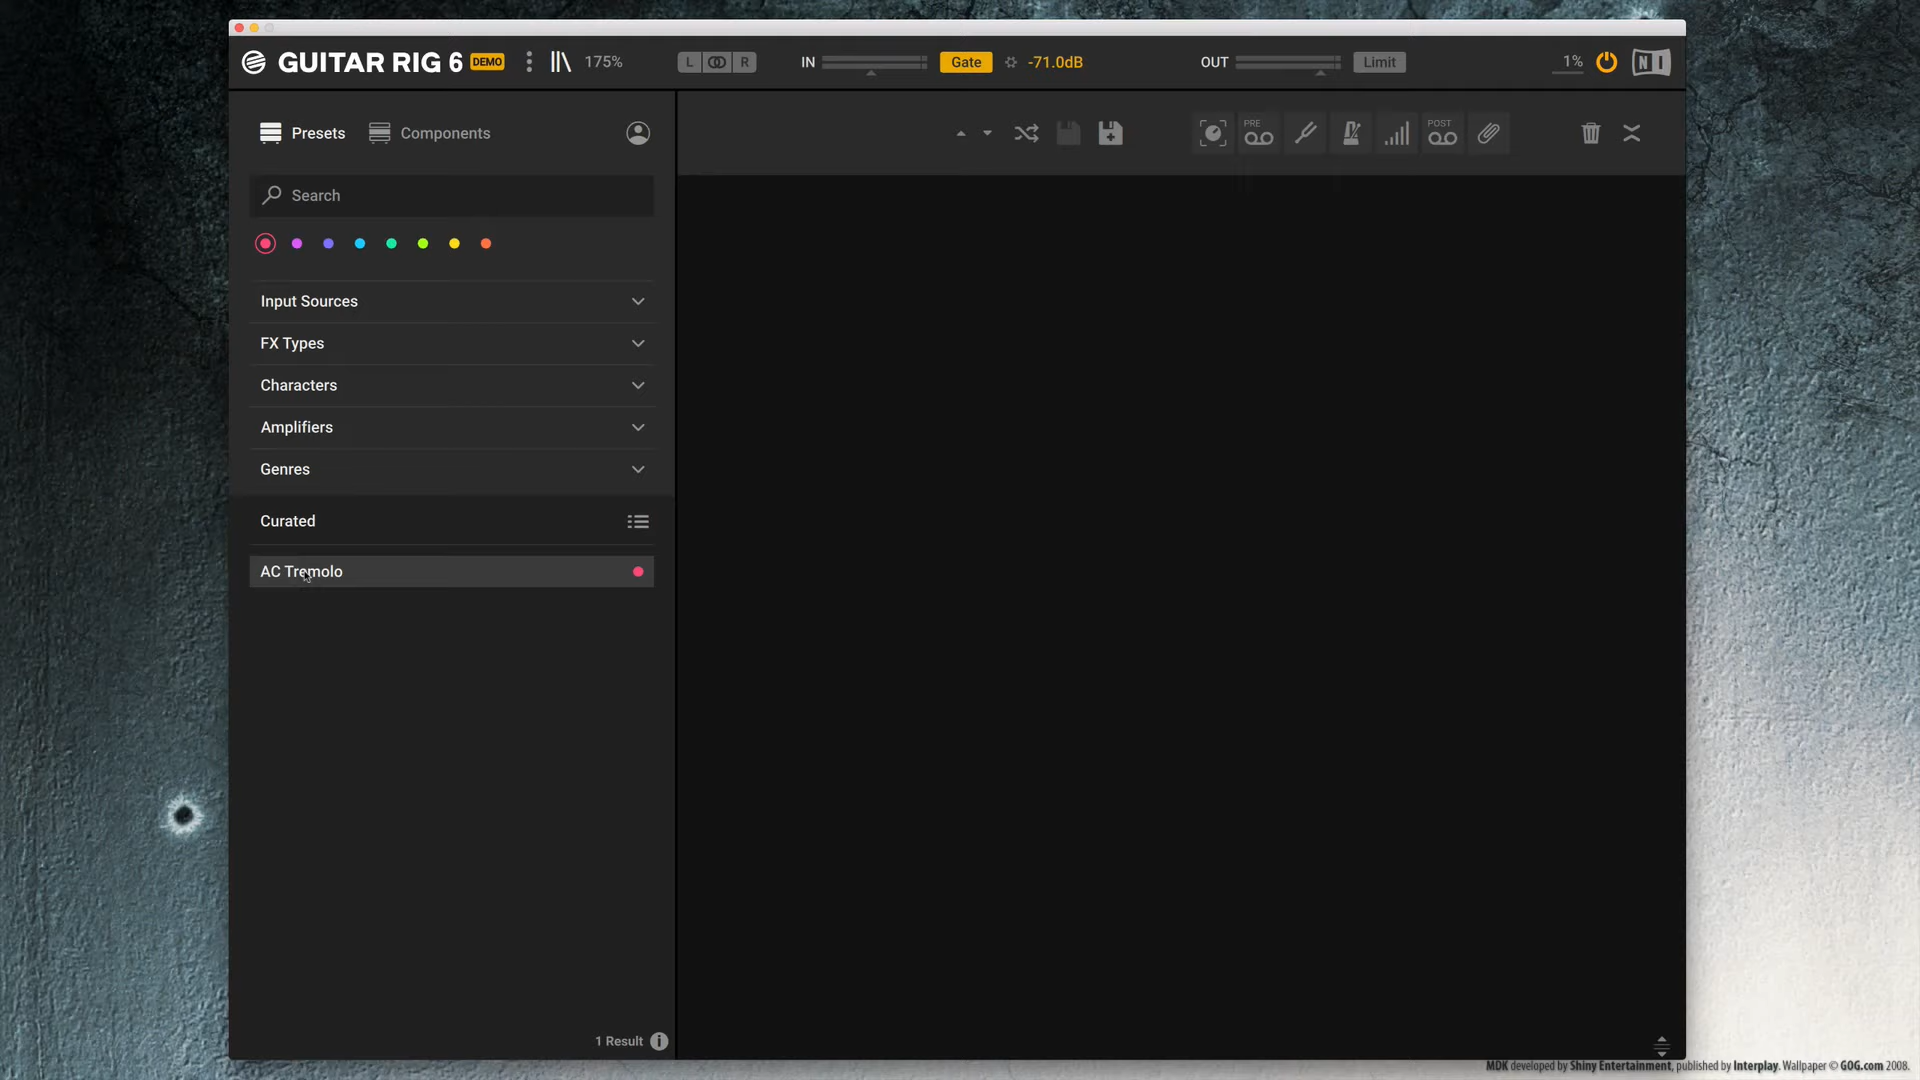 GUITAR RIG 6 DEMO
175%
L R
IN
Gate
-71.0dB
OUT
Limit
1%
NI
Presets
Components
PRE
POST
Search
Input Sources
FX Types
Characters
Amplifiers
Genres
Curated
AC Tremolo
1 Result
MDK developed by Shiny Entertainment, published by Interplay. Wallpaper © GOG.com 2008.